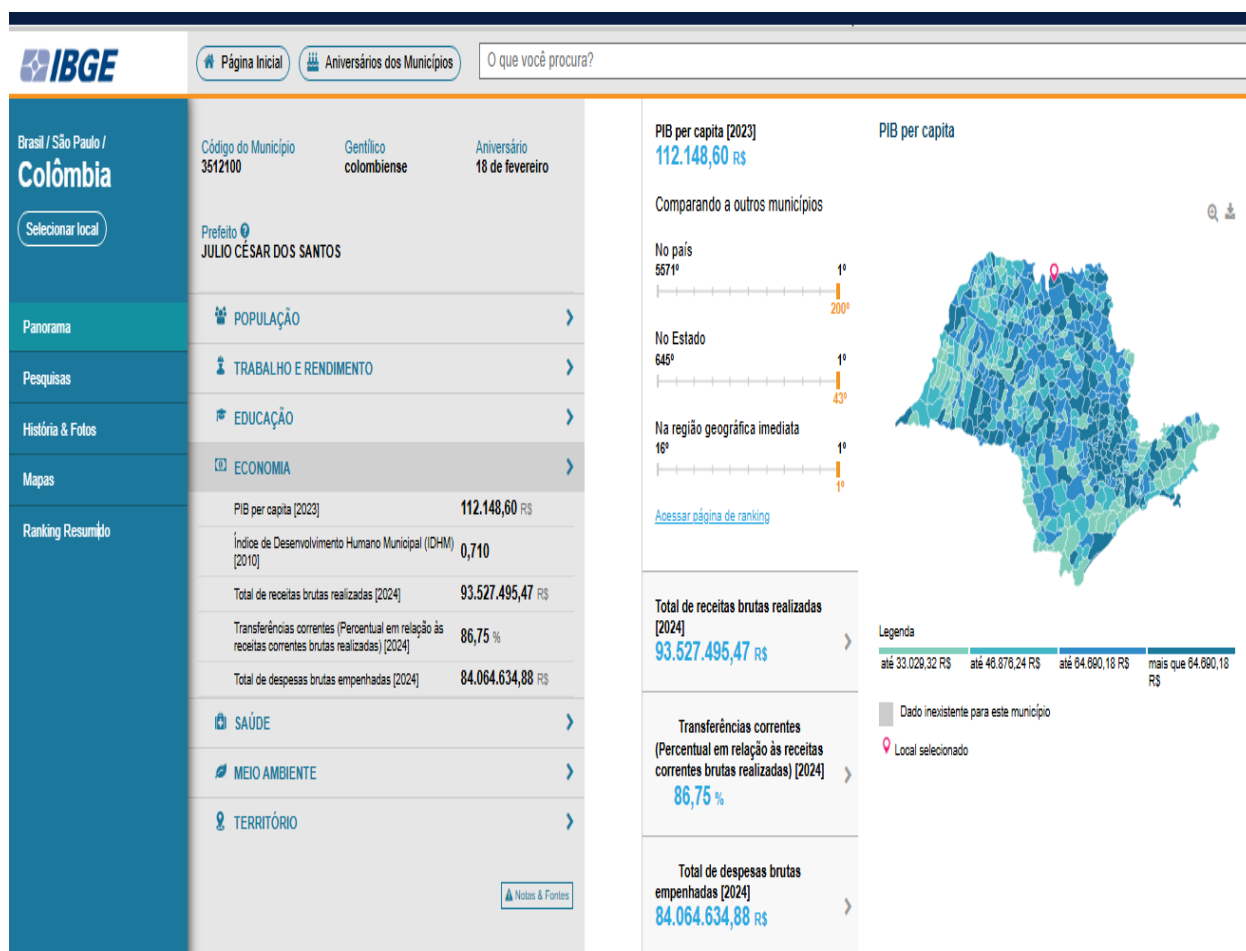 IBGE
Página Inicial
Aniversários dos Municípios
O que você procura?
Brasil / São Paulo /
Colômbia
Selecionar local
Panorama
Pesquisas
História & Fotos
Mapas
Ranking Resumido
Código do Município
3512100
Gentílico
colombiense
Aniversário
18 de fevereiro
Prefeito
JULIO CÉSAR DOS SANTOS
POPULAÇÃO
TRABALHO E RENDIMENTO
EDUCAÇÃO
ECONOMIA
PIB per capita [2023] 112.148,60 R$
Índice de Desenvolvimento Humano Municipal (IDHM)
[2010]
0,710
Total de receitas brutas realizadas [2024] 93.527.495,47 R$
Transferências correntes (Percentual em relação às
receitas correntes brutas realizadas) [2024]
86,75 %
Total de despesas brutas empenhadas [2024] 84.064.634,88 R$
SAÚDE
MEIO AMBIENTE
TERRITÓRIO
Notas & Fontes
PIB per capita [2023]
112.148,60 R$
Comparando a outros municípios
No país
5571º 1º
200º
No Estado
645º 1º
43º
Na região geográfica imediata
16º 1º
1º
Acessar página de ranking
Total de receitas brutas realizadas
[2024]
93.527.495,47 R$
Transferências correntes
(Percentual em relação às receitas
correntes brutas realizadas) [2024]
86,75 %
Total de despesas brutas
empenhadas [2024]
84.064.634,88 R$
PIB per capita
Legenda
até 33.029,32 R$ até 46.876,24 R$ até 64.690,18 R$ mais que 64.690,18
R$
Dado inexistente para este município
Local selecionado